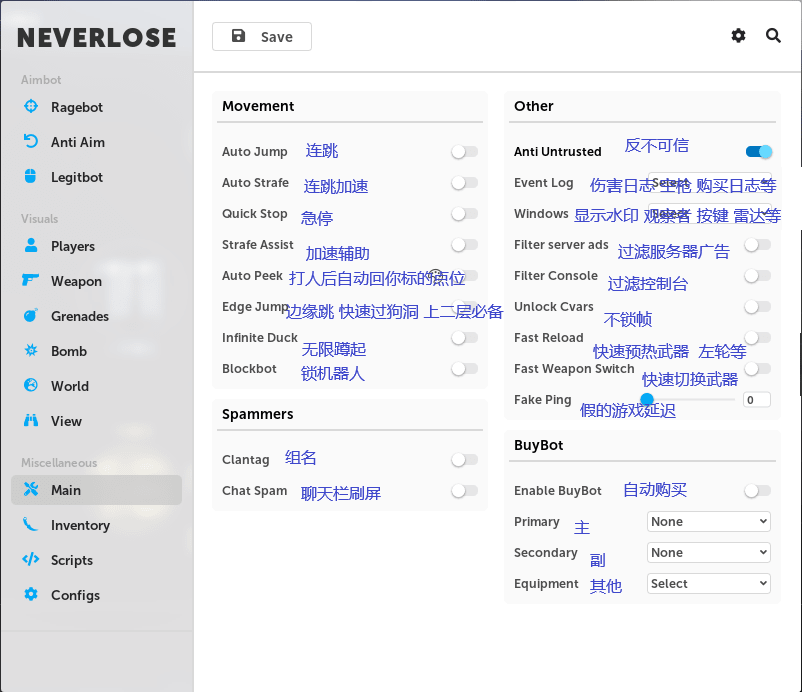 NEVERLOSE
Aimbot
Ragebot
Anti Aim
Legitbot
Visuals
Players
Weapon
Grenades
Bomb
World
View
Miscellaneous
Main
Inventory
Scripts
Configs
Save
Movement
Auto Jump 连跳
Auto Strafe 连跳加速
Quick Stop 急停
Strafe Assist 加速辅助
Auto Peek 打人后自动回你标的点位
Edge Jump 边缘跳 快速过狗洞 上二层必备
Infinite Duck 无限蹲起
Blockbot 锁机器人
Spammers
Clantag 组名
Chat Spam 聊天栏刷屏
Other
Anti Untrusted 反不可信
Event Log 伤害日志 空枪 购买日志等 Select
Windows 显示水印 观察者 按键 雷达等 Select
Filter server ads 过滤服务器广告
Filter Console 过滤控制台
Unlock Cvars 不锁帧
Fast Reload 快速预热武器 左轮等
Fast Weapon Switch 快速切换武器
Fake Ping 假的游戏延迟 0
BuyBot
Enable BuyBot 自动购买
Primary 主 None
Secondary 副 None
Equipment 其他 Select